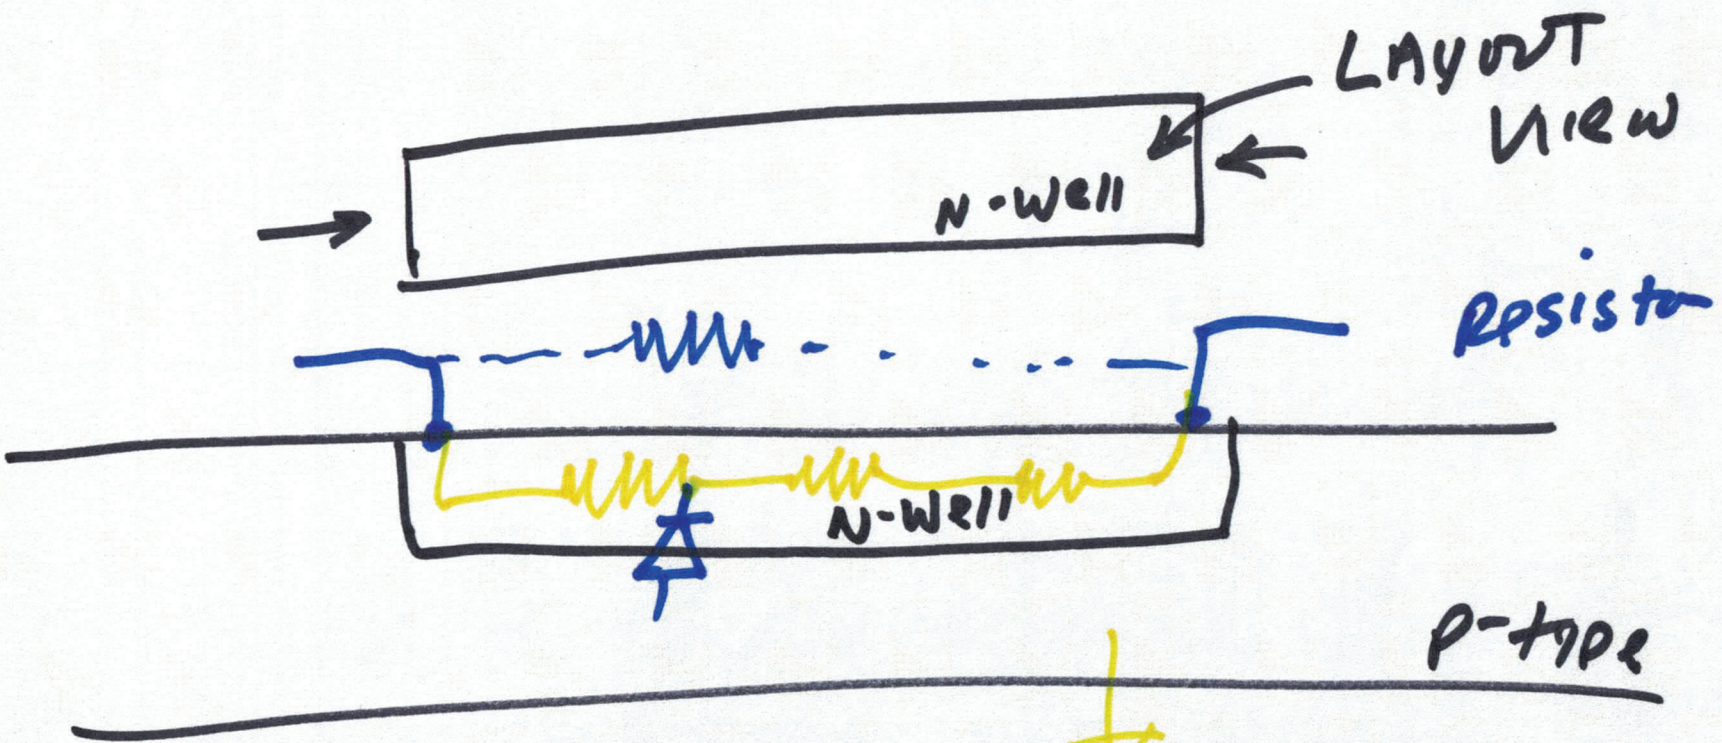 LAYOUT
View
N-Well
Resistor
N-Well
P-type